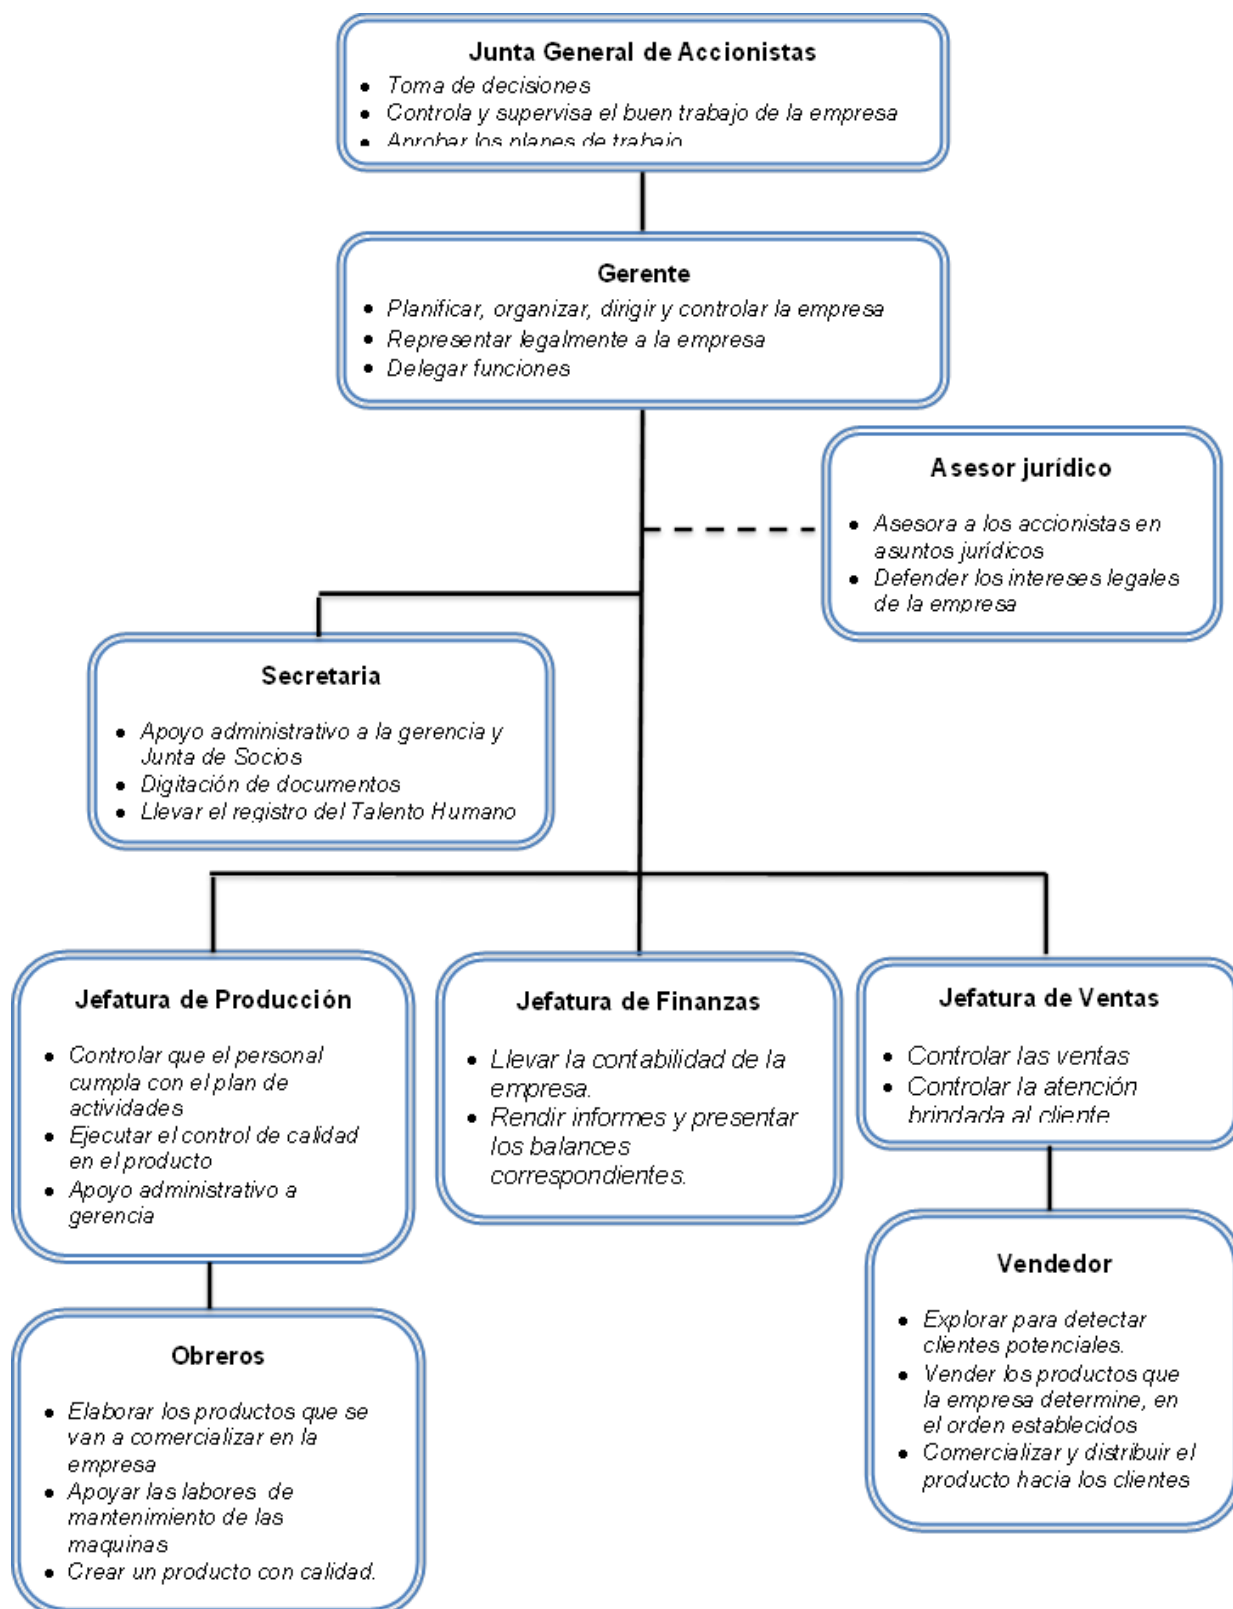 Junta General de Accionistas
• Toma de decisiones
• Controla y supervisa el buen trabajo de la empresa
• Aprobar los planes de trabajo
Gerente
• Planificar, organizar, dirigir y controlar la empresa
• Representar legalmente a la empresa
• Delegar funciones
Asesor jurídico
• Asesora a los accionistas en
asuntos jurídicos
• Defender los intereses legales
de la empresa
Secretaria
• Apoyo administrativo a la gerencia y
Junta de Socios
• Digitación de documentos
• Llevar el registro del Talento Humano
Jefatura de Producción
• Controlar que el personal
cumpla con el plan de
actividades
• Ejecutar el control de calidad
en el producto
• Apoyo administrativo a
gerencia
Jefatura de Finanzas
• Llevar la contabilidad de la
empresa.
• Rendir informes y presentar
los balances
correspondientes.
Jefatura de Ventas
• Controlar las ventas
• Controlar la atención
brindada al cliente
Obreros
• Elaborar los productos que se
van a comercializar en la
empresa
• Apoyar las labores de
mantenimiento de las
maquinas
• Crear un producto con calidad.
Vendedor
• Explorar para detectar
clientes potenciales.
• Vender los productos que
la empresa determine, en
el orden establecidos
• Comercializar y distribuir el
producto hacia los clientes